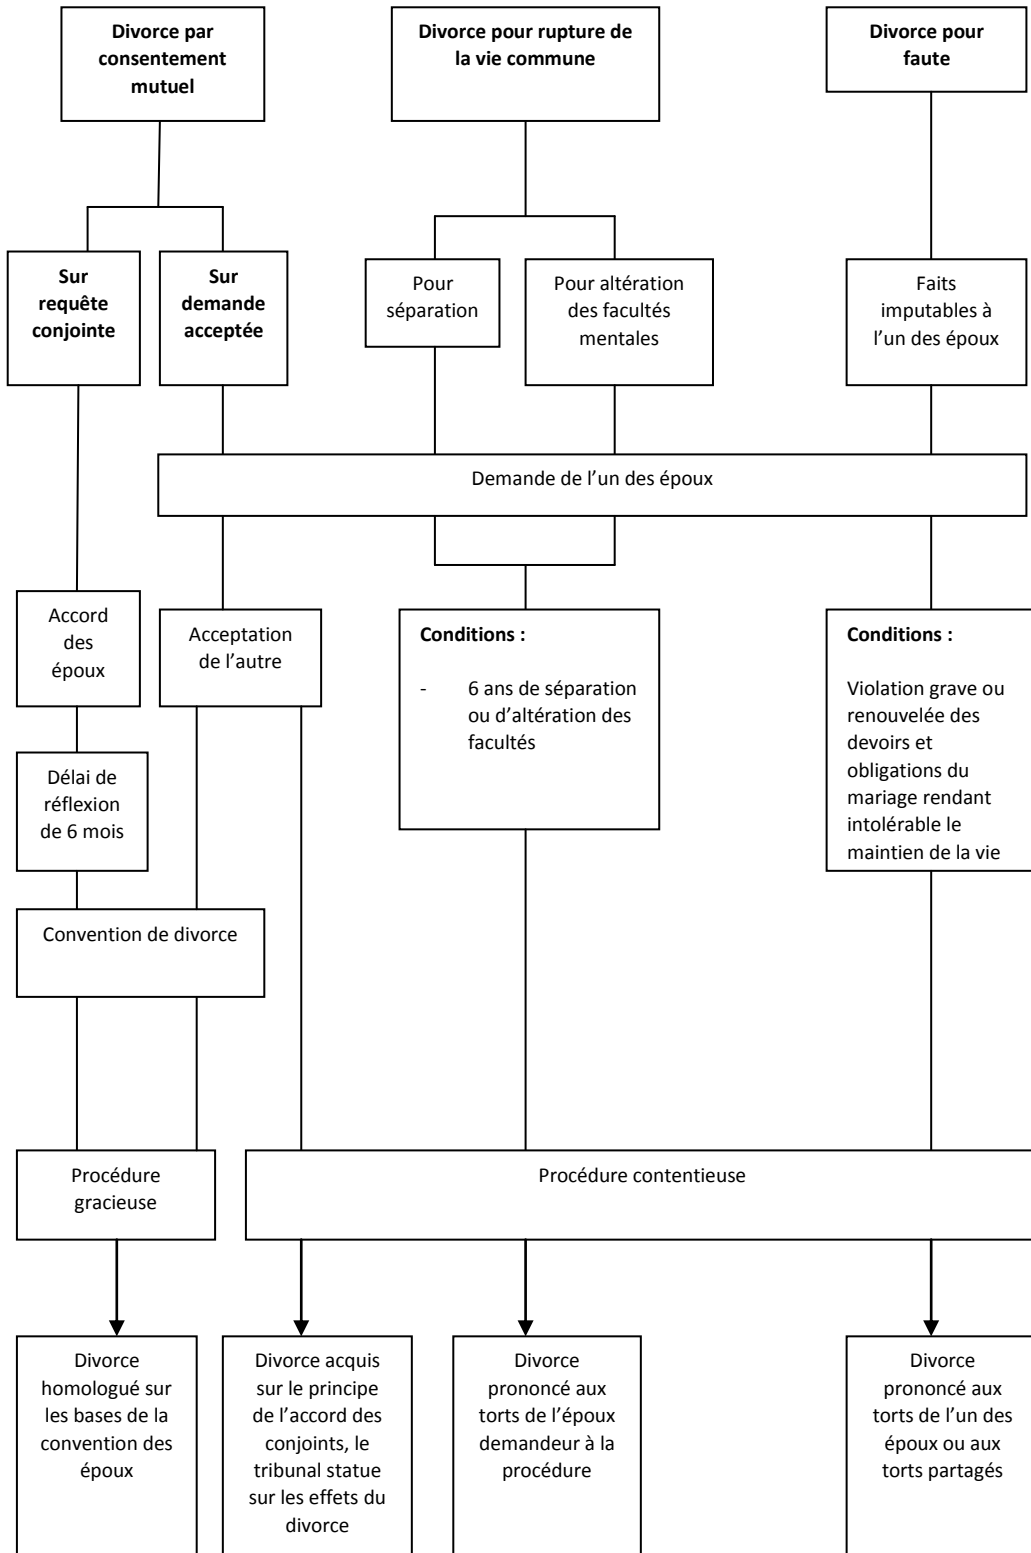 Divorce par
consentement
mutuel
Divorce pour rupture de
la vie commune
Divorce pour
faute
Sur
requête
conjointe
Sur
demande
acceptée
Pour
séparation
Pour altération
des facultés
mentales
Faits
imputables à
l’un des époux
Demande de l’un des époux
Accord
des
époux
Acceptation
de l’autre
Conditions :
- 6 ans de séparation
ou d’altération des
facultés
Conditions :
Violation grave ou
renouvelée des
devoirs et
obligations du
mariage rendant
intolérable le
maintien de la vie
Délai de
réflexion
de 6 mois
Convention de divorce
Procédure
gracieuse
Procédure contentieuse
Divorce
homologué sur
les bases de la
convention des
époux
Divorce acquis
sur le principe
de l’accord des
conjoints, le
tribunal statue
sur les effets du
divorce
Divorce
prononcé aux
torts de l’époux
demandeur à la
procédure
Divorce
prononcé aux
torts de l’un des
époux ou aux
torts partagés